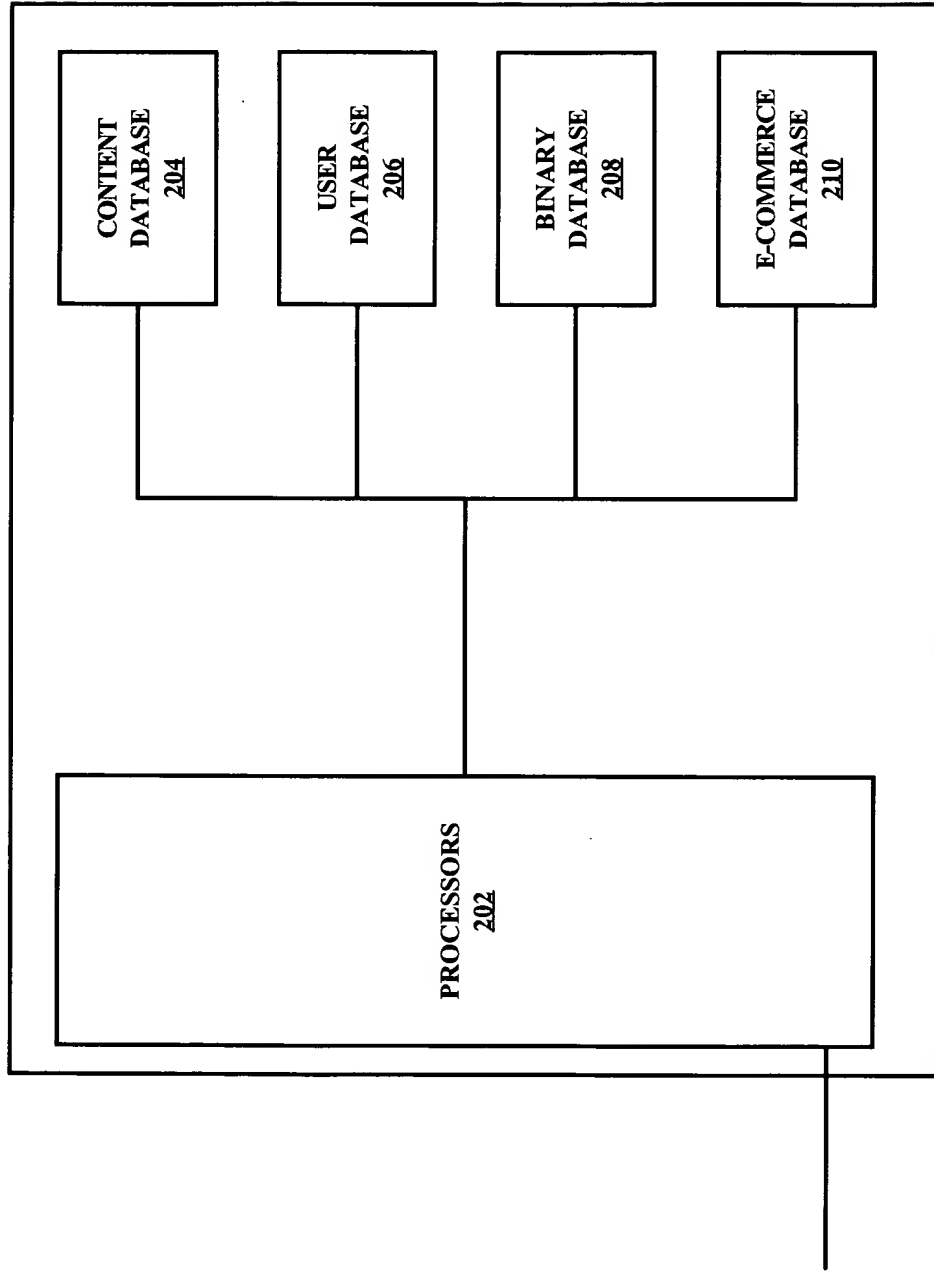 CONTENT
DATABASE
204
USER
DATABASE
206
BINARY
DATABASE
208
E-COMMERCE
DATABASE
210
PROCESSORS
202